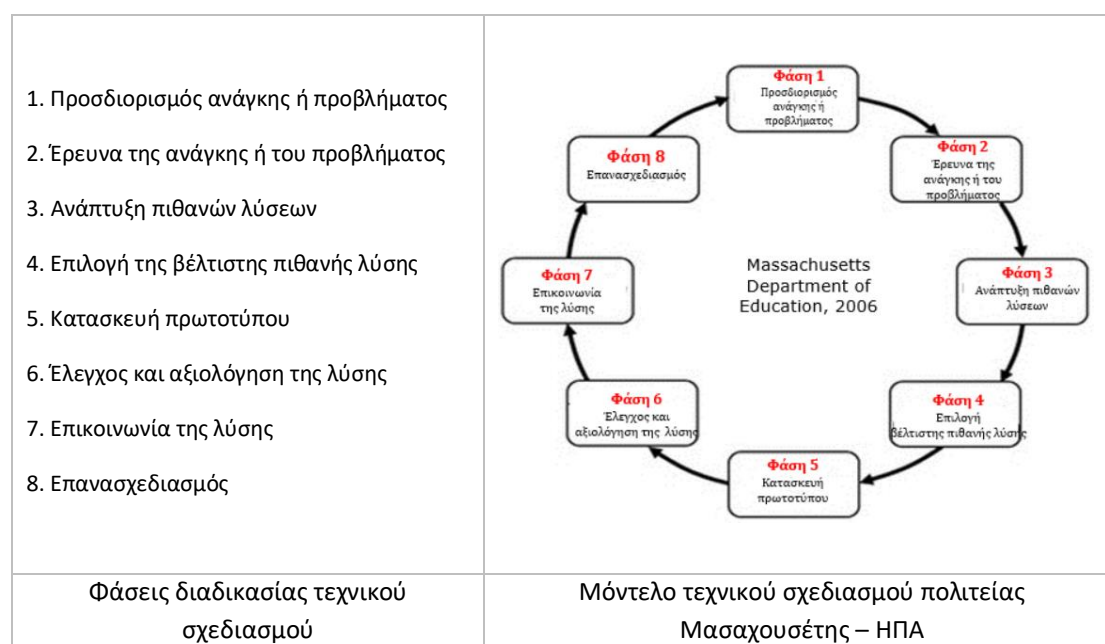 1. Προσδιορισμός ανάγκης ή προβλήματος
2. Έρευνα της ανάγκης ή του προβλήματος
3. Ανάπτυξη πιθανών λύσεων
4. Επιλογή της βέλτιστης πιθανής λύσης
5. Κατασκευή πρωτοτύπου
6. Έλεγχος και αξιολόγηση της λύσης
7. Επικοινωνία της λύσης
8. Επανασχεδιασμός
Φάση 1
Προσδιορισμός
ανάγκης ή
προβλήματος
Φάση 2
Έρευνα της
ανάγκης ή του
προβλήματος
Φάση 3
Ανάπτυξη πιθανών
λύσεων
Φάση 4
Επιλογή
βέλτιστης πιθανής λύσης
Φάση 5
Κατασκευή
πρωτοτύπου
Φάση 6
Έλεγχος και
αξιολόγηση της λύσης
Φάση 7
Επικοινωνία
της λύσης
Φάση 8
Επανασχεδιασμός
Massachusetts
Department of
Education, 2006
Φάσεις διαδικασίας τεχνικού
σχεδιασμού
Μόντελο τεχνικού σχεδιασμού πολιτείας
Μασαχουσέτης – ΗΠΑ